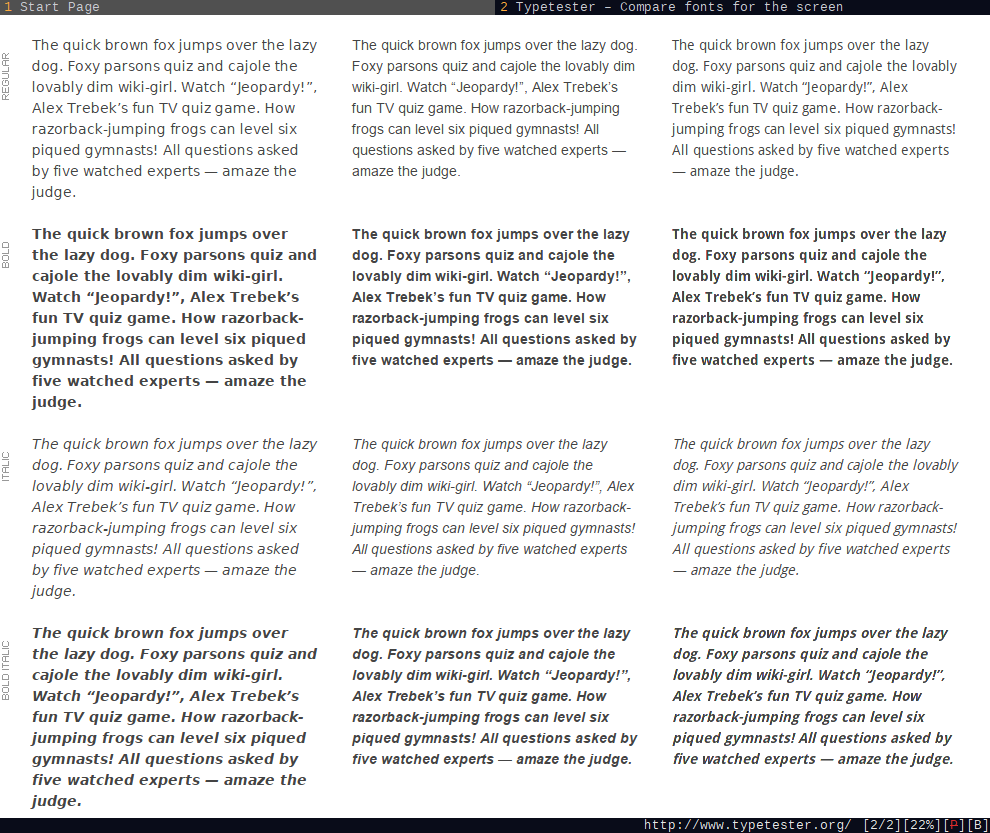 1 Start Page
2 Typetester – Compare fonts for the screen
REGULAR
The quick brown fox jumps over the lazy
dog. Foxy parsons quiz and cajole the
lovably dim wiki-girl. Watch “Jeopardy!”,
Alex Trebek’s fun TV quiz game. How
razorback-jumping frogs can level six
piqued gymnasts! All questions asked
by five watched experts — amaze the
judge.
The quick brown fox jumps over the lazy dog.
Foxy parsons quiz and cajole the lovably dim
wiki-girl. Watch “Jeopardy!”, Alex Trebek’s
fun TV quiz game. How razorback-jumping
frogs can level six piqued gymnasts! All
questions asked by five watched experts —
amaze the judge.
The quick brown fox jumps over the lazy
dog. Foxy parsons quiz and cajole the lovably
dim wiki-girl. Watch “Jeopardy!”, Alex
Trebek’s fun TV quiz game. How razorback-
jumping frogs can level six piqued gymnasts!
All questions asked by five watched experts
— amaze the judge.
BOLD
The quick brown fox jumps over
the lazy dog. Foxy parsons quiz and
cajole the lovably dim wiki-girl.
Watch “Jeopardy!”, Alex Trebek’s
fun TV quiz game. How razorback-
jumping frogs can level six piqued
gymnasts! All questions asked by
five watched experts — amaze the
judge.
The quick brown fox jumps over the lazy
dog. Foxy parsons quiz and cajole the
lovably dim wiki-girl. Watch “Jeopardy!”,
Alex Trebek’s fun TV quiz game. How
razorback-jumping frogs can level six
piqued gymnasts! All questions asked by
five watched experts — amaze the judge.
The quick brown fox jumps over the lazy
dog. Foxy parsons quiz and cajole the
lovably dim wiki-girl. Watch “Jeopardy!”,
Alex Trebek’s fun TV quiz game. How
razorback-jumping frogs can level six
piqued gymnasts! All questions asked by
five watched experts — amaze the judge.
ITALIC
The quick brown fox jumps over the lazy
dog. Foxy parsons quiz and cajole the
lovably dim wiki-girl. Watch “Jeopardy!”,
Alex Trebek’s fun TV quiz game. How
razorback-jumping frogs can level six
piqued gymnasts! All questions asked
by five watched experts — amaze the
judge.
The quick brown fox jumps over the lazy
dog. Foxy parsons quiz and cajole the
lovably dim wiki-girl. Watch “Jeopardy!”, Alex
Trebek’s fun TV quiz game. How razorback-
jumping frogs can level six piqued gymnasts!
All questions asked by five watched experts
— amaze the judge.
The quick brown fox jumps over the lazy
dog. Foxy parsons quiz and cajole the lovably
dim wiki-girl. Watch “Jeopardy!”, Alex
Trebek’s fun TV quiz game. How razorback-
jumping frogs can level six piqued gymnasts!
All questions asked by five watched experts
— amaze the judge.
BOLD ITALIC
The quick brown fox jumps over
the lazy dog. Foxy parsons quiz and
cajole the lovably dim wiki-girl.
Watch “Jeopardy!”, Alex Trebek’s
fun TV quiz game. How razorback-
jumping frogs can level six piqued
gymnasts! All questions asked by
five watched experts — amaze the
judge.
The quick brown fox jumps over the lazy
dog. Foxy parsons quiz and cajole the
lovably dim wiki-girl. Watch “Jeopardy!”,
Alex Trebek’s fun TV quiz game. How
razorback-jumping frogs can level six
piqued gymnasts! All questions asked by
five watched experts — amaze the judge.
The quick brown fox jumps over the lazy
dog. Foxy parsons quiz and cajole the
lovably dim wiki-girl. Watch “Jeopardy!”,
Alex Trebek’s fun TV quiz game. How
razorback-jumping frogs can level six
piqued gymnasts! All questions asked by
five watched experts — amaze the judge.
http://www.typetester.org/ [2/2][22%][P][B]